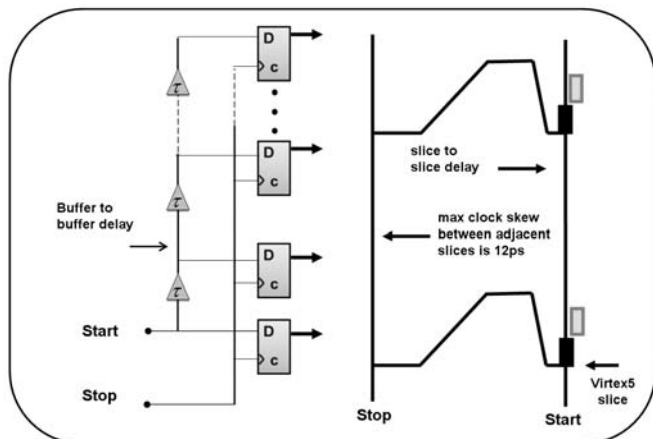 D
τ
c
slice to
slice delay
D
c
τ
Buffer to
buffer delay
max clock skew
between adjacent
slices is 12ps
D
c
τ
Start
D
c
Stop
Virtex5
slice
Stop
Start